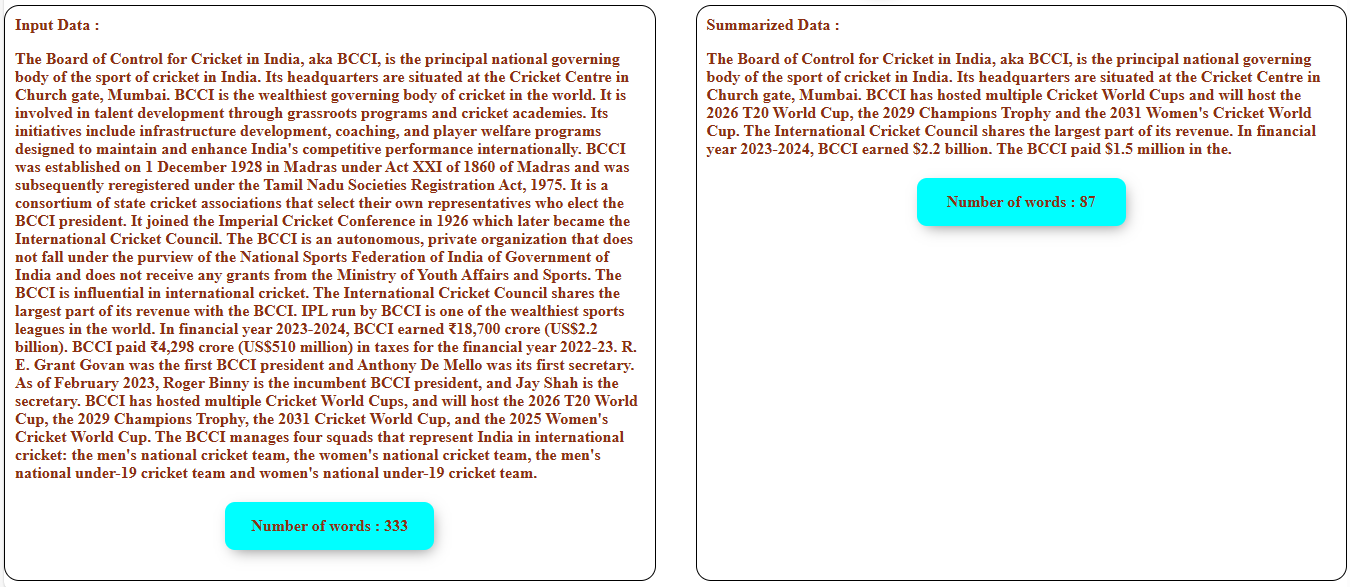 Input Data :
The Board of Control for Cricket in India, aka BCCI, is the principal national governing
body of the sport of cricket in India. Its headquarters are situated at the Cricket Centre in
Church gate, Mumbai. BCCI is the wealthiest governing body of cricket in the world. It is
involved in talent development through grassroots programs and cricket academies. Its
initiatives include infrastructure development, coaching, and player welfare programs
designed to maintain and enhance India's competitive performance internationally. BCCI
was established on 1 December 1928 in Madras under Act XXI of 1860 of Madras and was
subsequently reregistered under the Tamil Nadu Societies Registration Act, 1975. It is a
consortium of state cricket associations that select their own representatives who elect the
BCCI president. It joined the Imperial Cricket Conference in 1926 which later became the
International Cricket Council. The BCCI is an autonomous, private organization that does
not fall under the purview of the National Sports Federation of India of Government of
India and does not receive any grants from the Ministry of Youth Affairs and Sports. The
BCCI is influential in international cricket. The International Cricket Council shares the
largest part of its revenue with the BCCI. IPL run by BCCI is one of the wealthiest sports
leagues in the world. In financial year 2023-2024, BCCI earned ₹18,700 crore (US$2.2
billion). BCCI paid ₹4,298 crore (US$510 million) in taxes for the financial year 2022-23. R.
E. Grant Govan was the first BCCI president and Anthony De Mello was its first secretary.
As of February 2023, Roger Binny is the incumbent BCCI president, and Jay Shah is the
secretary. BCCI has hosted multiple Cricket World Cups, and will host the 2026 T20 World
Cup, the 2029 Champions Trophy, the 2031 Cricket World Cup, and the 2025 Women's
Cricket World Cup. The BCCI manages four squads that represent India in international
cricket: the men's national cricket team, the women's national cricket team, the men's
national under-19 cricket team and women's national under-19 cricket team.
Number of words : 333
Summarized Data :
The Board of Control for Cricket in India, aka BCCI, is the principal national governing
body of the sport of cricket in India. Its headquarters are situated at the Cricket Centre in
Church gate, Mumbai. BCCI has hosted multiple Cricket World Cups and will host the
2026 T20 World Cup, the 2029 Champions Trophy and the 2031 Women's Cricket World
Cup. The International Cricket Council shares the largest part of its revenue. In financial
year 2023-2024, BCCI earned $2.2 billion. The BCCI paid $1.5 million in the.
Number of words : 87